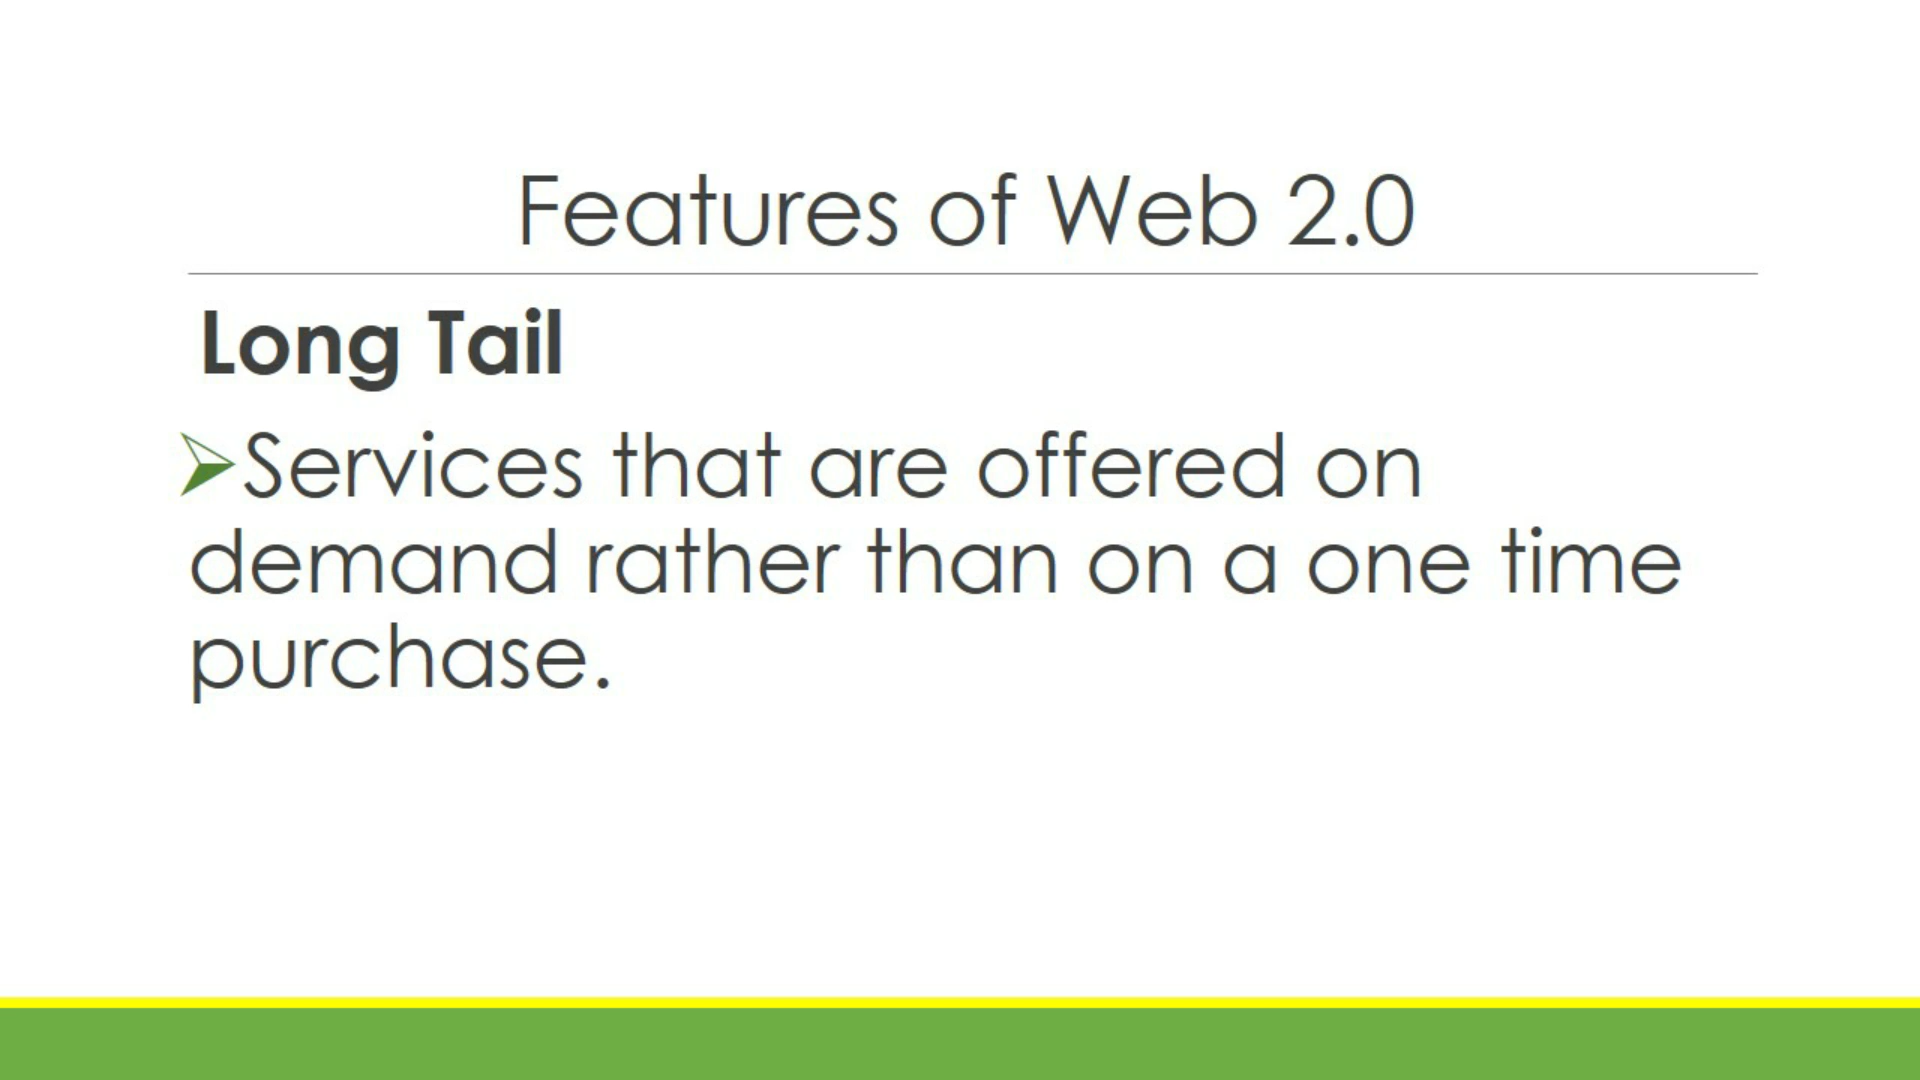 Features of Web 2.0
Long Tail
Services that are offered on
demand rather than on a one time
purchase.